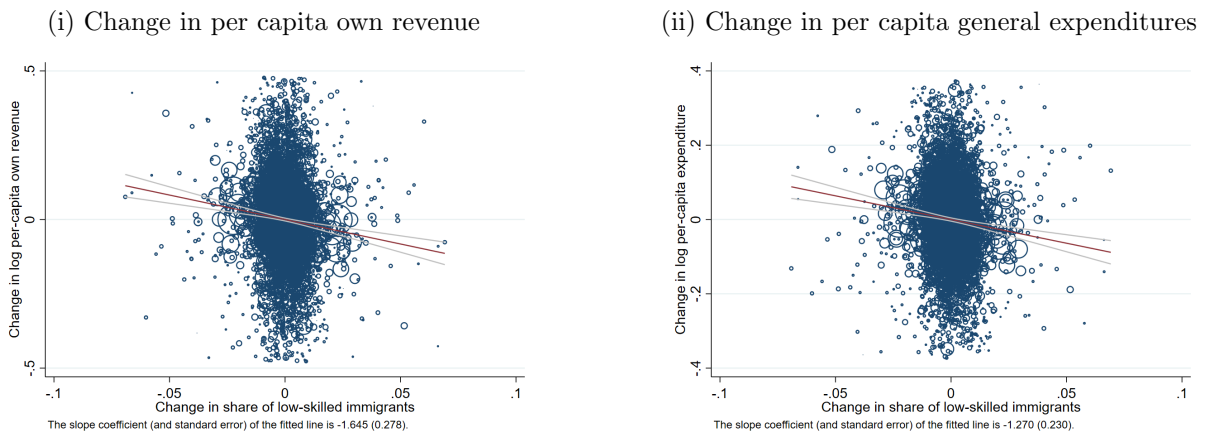 (i) Change in per capita own revenue
.5
0
-.5
Change in log per-capita own revenue
-.1
-.05
0
.05
.1
Change in share of low-skilled immigrants
The slope coefficient (and standard error) of the fitted line is -1.645 (0.278).
(ii) Change in per capita general expenditures
.4
.2
0
-.2
-.4
Change in log per-capita expenditure
-.1
-.05
0
.05
.1
Change in share of low-skilled immigrants
The slope coefficient (and standard error) of the fitted line is -1.270 (0.230).